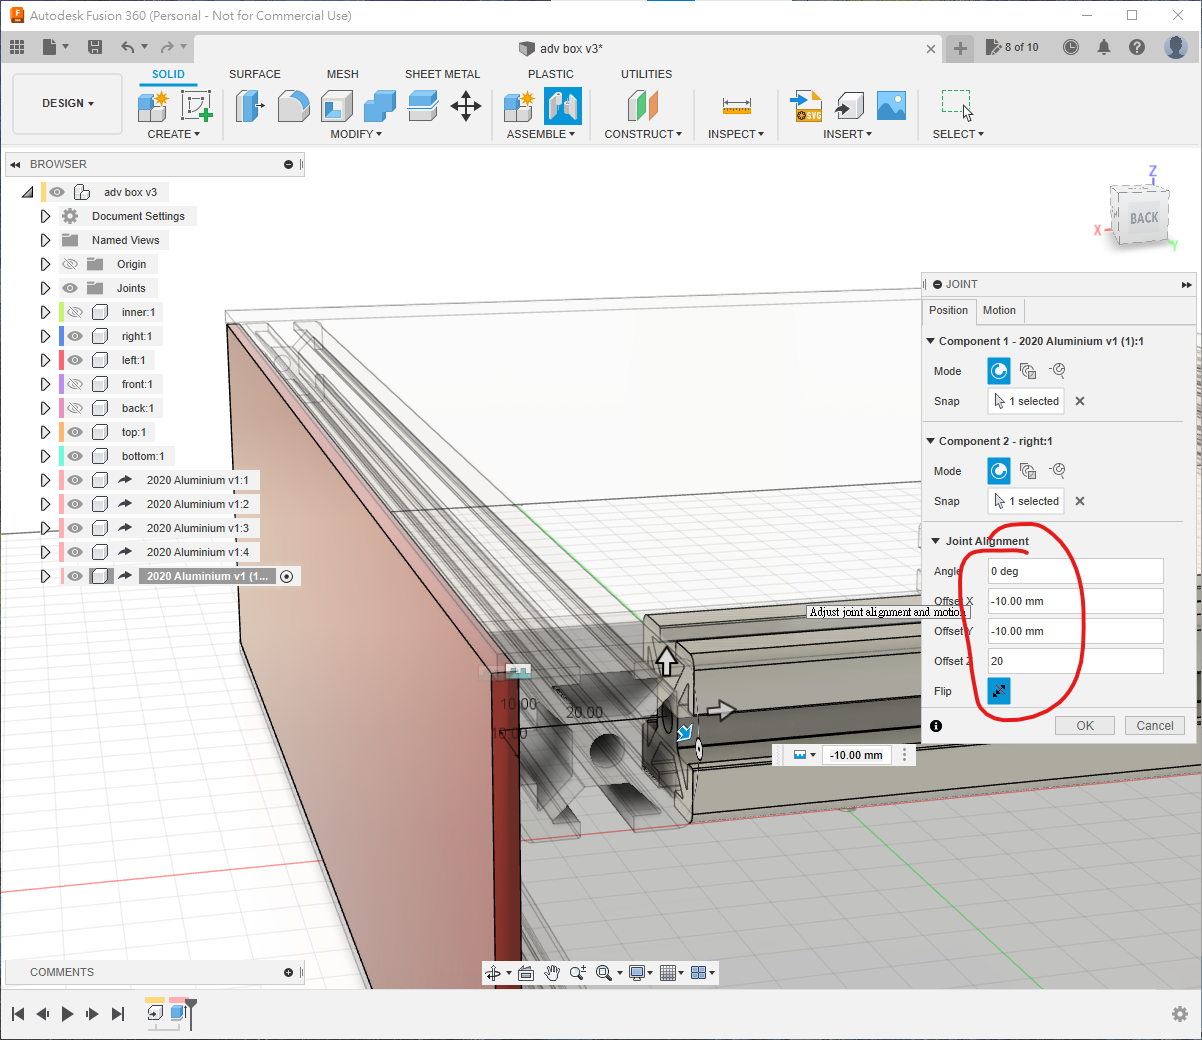 Autodesk Fusion 360 (Personal - Not for Commercial Use)
adv box v3*
8 of 10
DESIGN
SOLID
SURFACE
MESH
SHEET METAL
PLASTIC
UTILITIES
CREATE
MODIFY
ASSEMBLE
CONSTRUCT
INSPECT
INSERT
SELECT
SVG
BROWSER
adv box v3
Document Settings
Named Views
Origin
Joints
inner:1
right:1
left:1
front:1
back:1
top:1
bottom:1
2020 Aluminium v1:1
2020 Aluminium v1:2
2020 Aluminium v1:3
2020 Aluminium v1:4
2020 Aluminium v1 (1...
Z
BACK
X
Y
JOINT
Position
Motion
Component 1 - 2020 Aluminium v1 (1):1
Mode
Snap
1 selected
Component 2 - right:1
Mode
Snap
1 selected
Joint Alignment
Angle
0 deg
Offset X
-10.00 mm
Offset Y
-10.00 mm
Offset Z
20
Flip
OK
Cancel
Adjust joint alignment and motion
10.00
20.00
10.00
-10.00 mm
COMMENTS